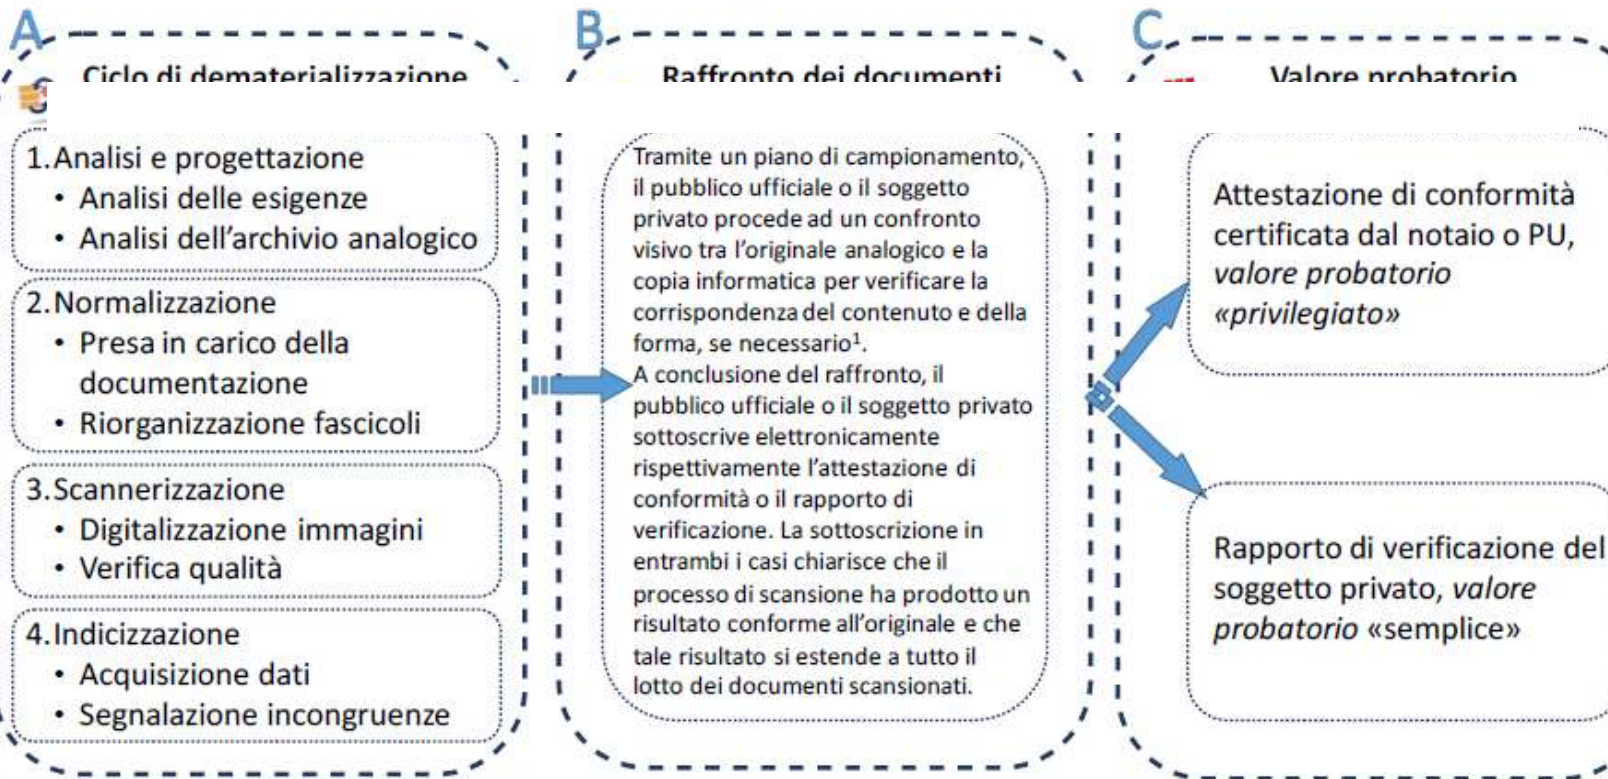 A
Ciclo di dematerializzazione
1.Analisi e progettazione
• Analisi delle esigenze
• Analisi dell'archivio analogico
2.Normalizzazione
• Presa in carico della
documentazione
• Riorganizzazione fascicoli
3.Scannerizzazione
• Digitalizzazione immagini
• Verifica qualità
4.Indicizzazione
• Acquisizione dati
• Segnalazione incongruenze
B
Raffronto dei documenti
Tramite un piano di campionamento,
il pubblico ufficiale o il soggetto
privato procede ad un confronto
visivo tra l'originale analogico e la
copia informatica per verificare la
corrispondenza del contenuto e della
forma, se necessario¹.
A conclusione del raffronto, il
pubblico ufficiale o il soggetto privato
sottoscrive elettronicamente
rispettivamente l'attestazione di
conformità o il rapporto di
verificazione. La sottoscrizione in
entrambi i casi chiarisce che il
processo di scansione ha prodotto un
risultato conforme all'originale e che
tale risultato si estende a tutto il
lotto dei documenti scansionati.
C
Valore probatorio
Attestazione di conformità
certificata dal notaio o PU,
valore probatorio
«privilegiato»
Rapporto di verificazione del
soggetto privato, valore
probatorio «semplice»